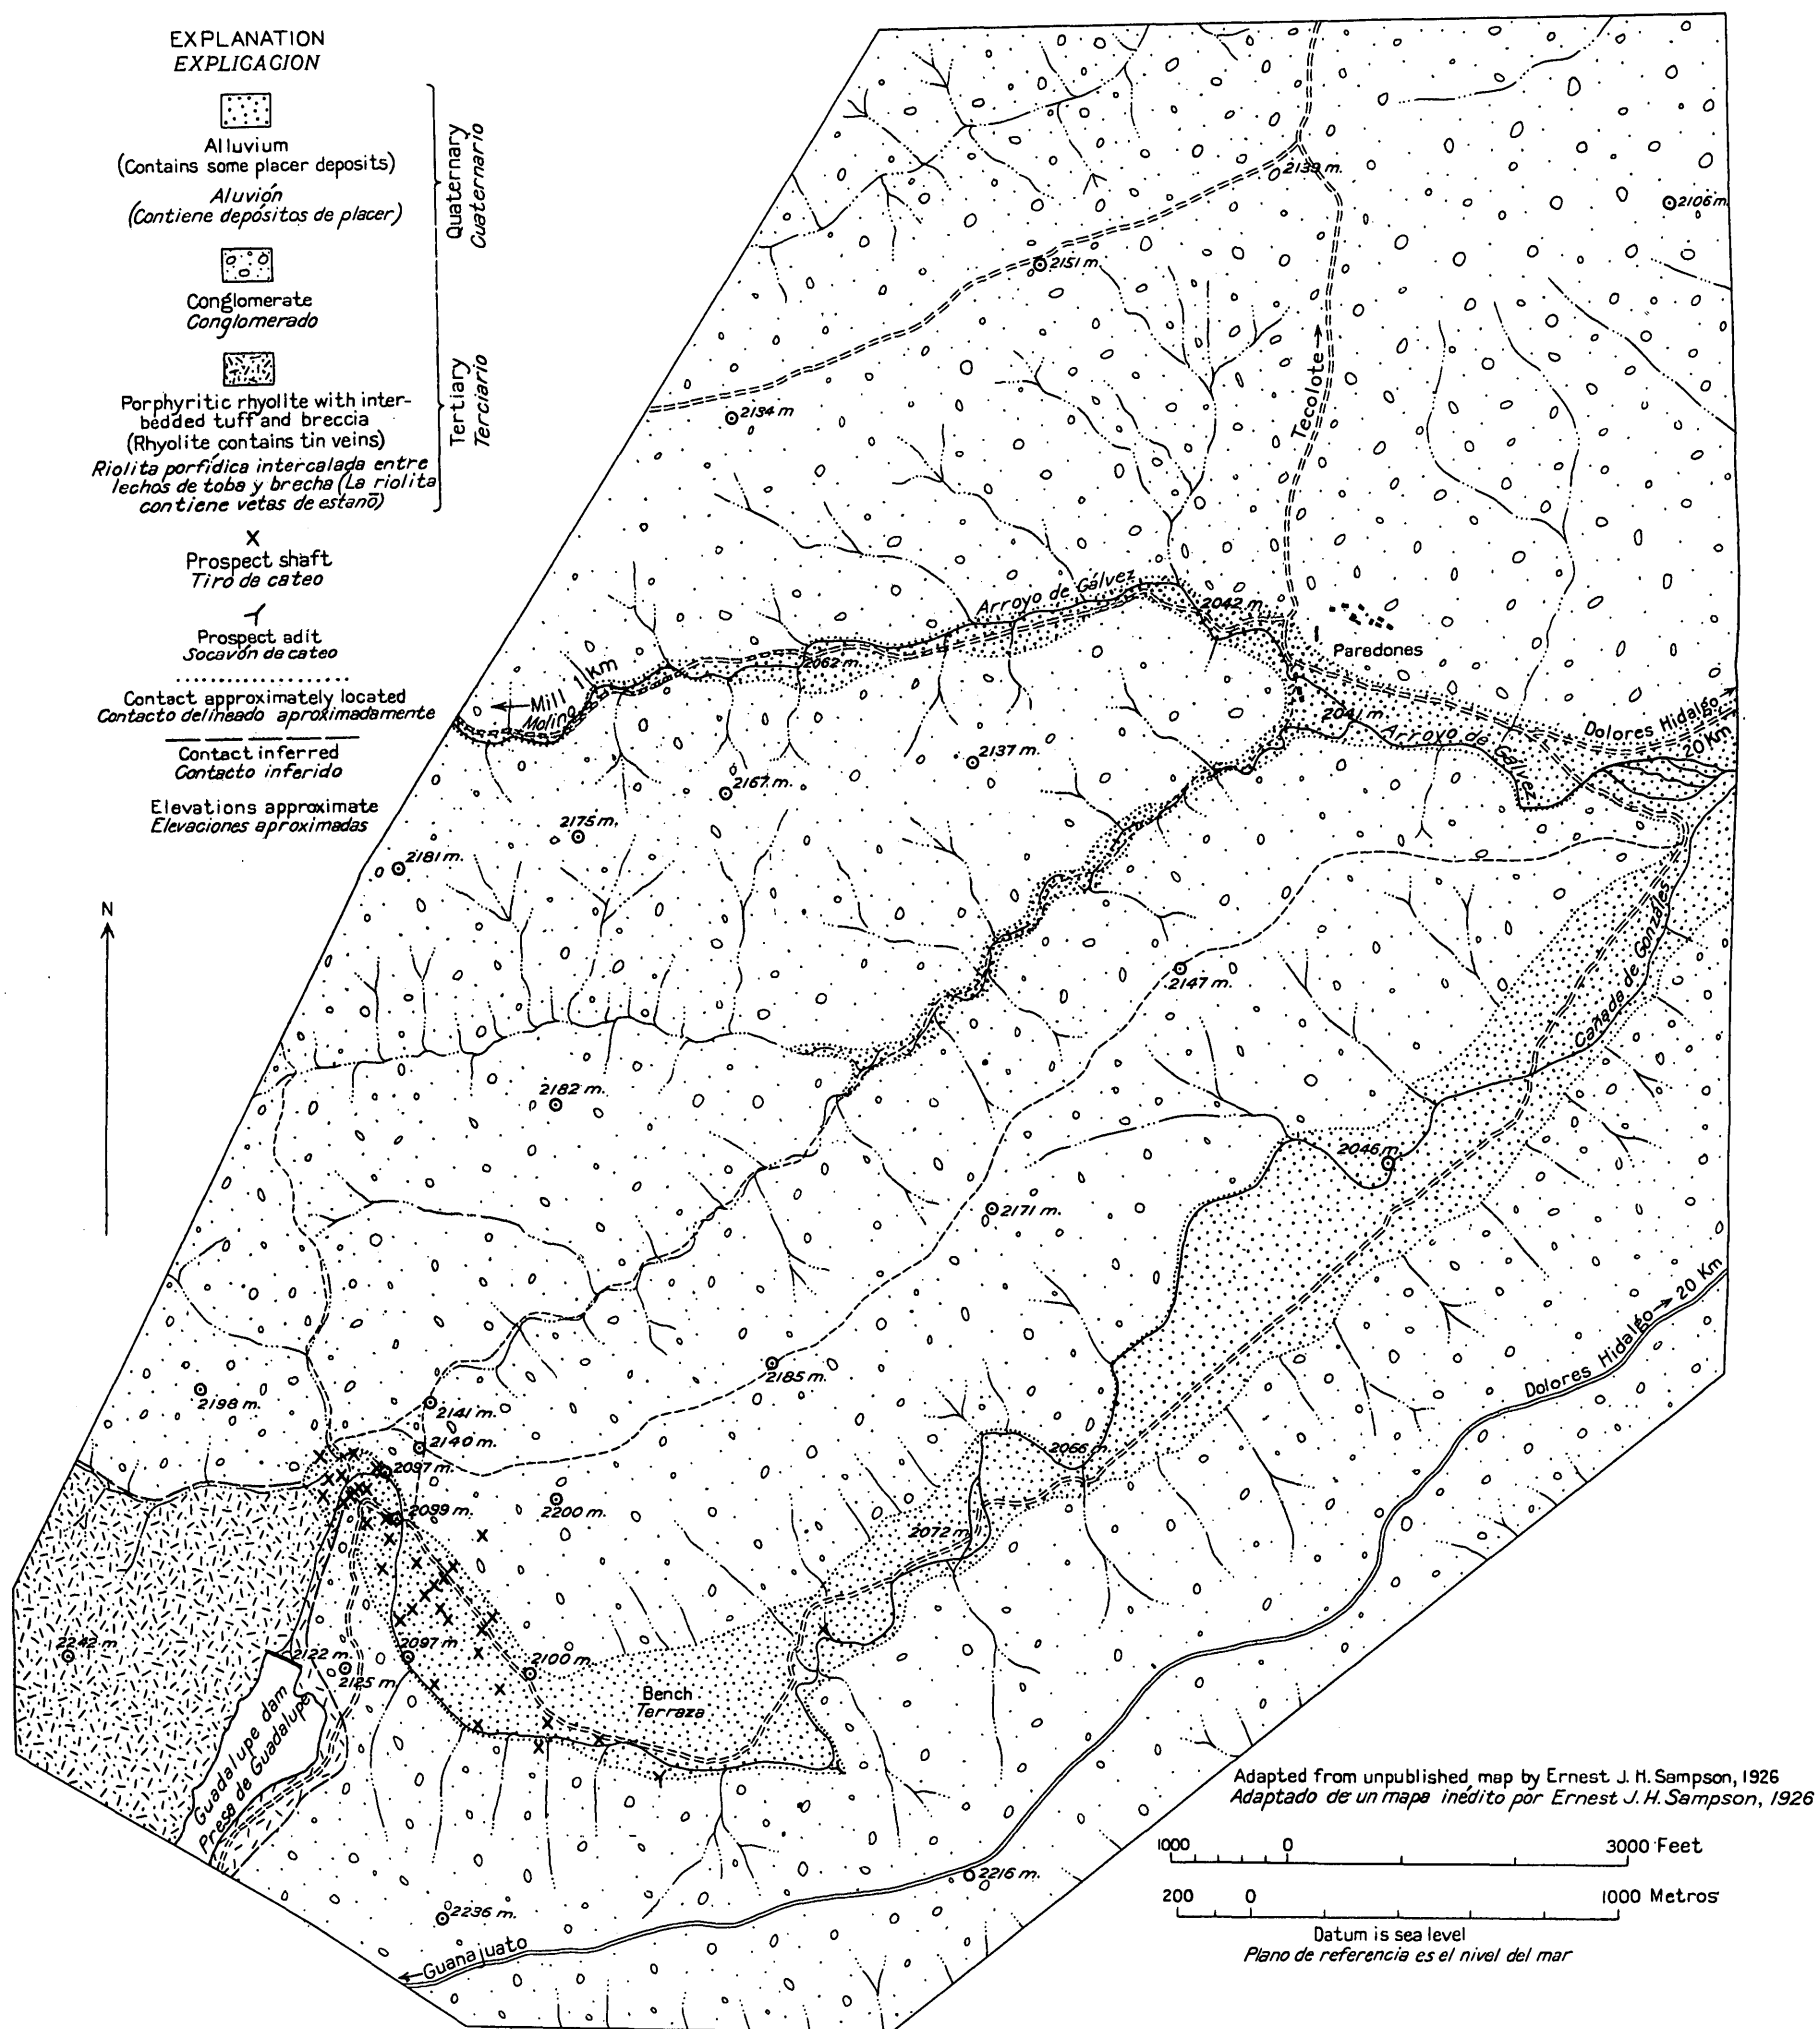 EXPLANATION
EXPLICACION
Alluvium
(Contains some placer deposits)
Aluvión
(Contiene depósitos de placer)
Conglomerate
Conglomerado
Porphyritic rhyolite with inter-
bedded tuff and breccia
(Rhyolite contains tin veins)
Riolita porfídica intercalada entre
lechos de toba y brecha (La riolita
contiene vetas de estaño)
Quaternary
Cuaternario
Tertiary
Terciario
X
Prospect shaft
Tiro de cateo
Prospect adit
Socavón de cateo
Contact approximately located
Contacto delineado aproximadamente
Contact inferred
Contacto inferido
Elevations approximate
Elevaciones aproximadas
N
2139 m.
2106 m.
2151 m.
2134 m
Tecolote
Arroyo de Gálvez
2042 m.
Paredones
2062 m.
Mill 1 Km
Molino
2041 m.
Arroyo de Gálvez
Dolores Hidalgo
20 Km
2137 m.
2167 m.
2175 m.
2181 m.
2147 m.
Cañada de Gonzáles
2182 m.
2046 m.
2171 m.
Dolores Hidalgo 20 Km
2185 m.
2198 m.
2141 m.
2140 m.
2097 m.
2066 m.
2099 m.
2200 m.
2072 m.
2242 m
2122 m.
2097 m
2100 m.
2125 m.
Bench
Terraza
Guadalupe dam
Presa de Guadalupe
2216 m.
2236 m.
Guanajuato
Adapted from unpublished map by Ernest J. H. Sampson, 1926
Adaptado de un mapa inédito por Ernest J. H. Sampson, 1926
1000 0 3000 Feet
200 0 1000 Metros
Datum is sea level
Plano de referencia es el nivel del mar